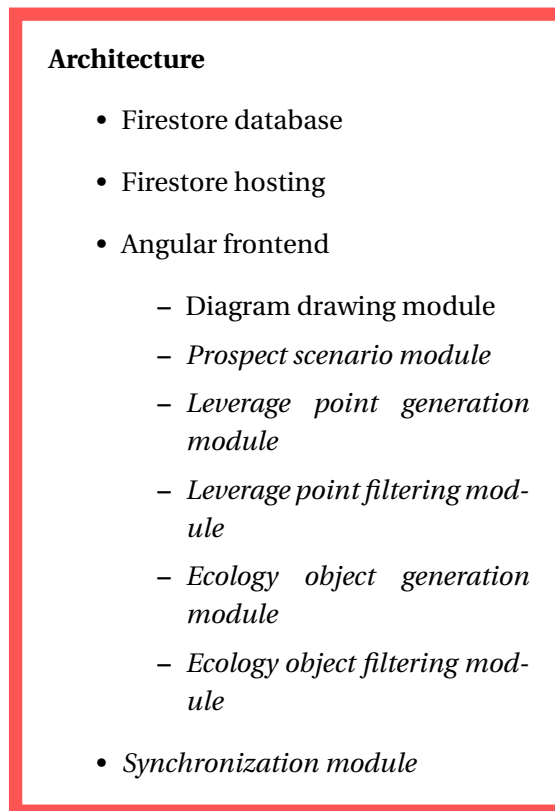 Architecture
• Firestore database
• Firestore hosting
• Angular frontend
– Diagram drawing module
– Prospect scenario module
– Leverage point generation
module
– Leverage point filtering mod-
ule
– Ecology object generation
module
– Ecology object filtering mod-
ule
• Synchronization module